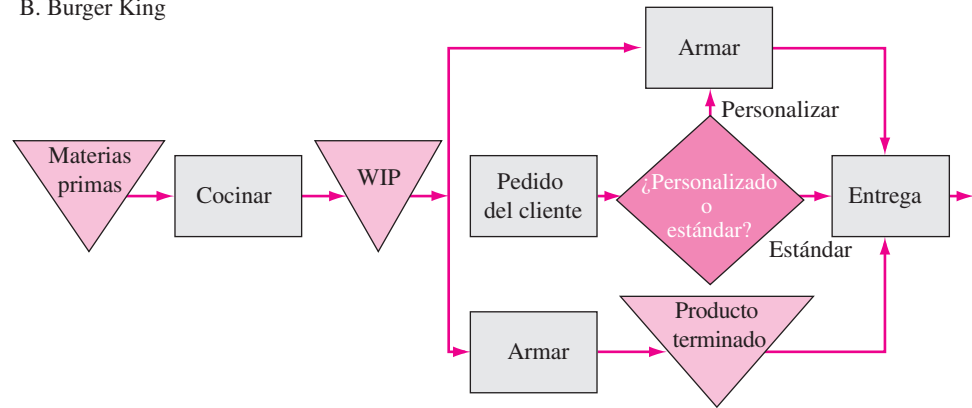 B. Burger King
Armar
Personalizar
Materias
primas
Cocinar
WIP
Pedido
del cliente
¿Personalizado
o
estándar?
Entrega
Estándar
Armar
Producto
terminado